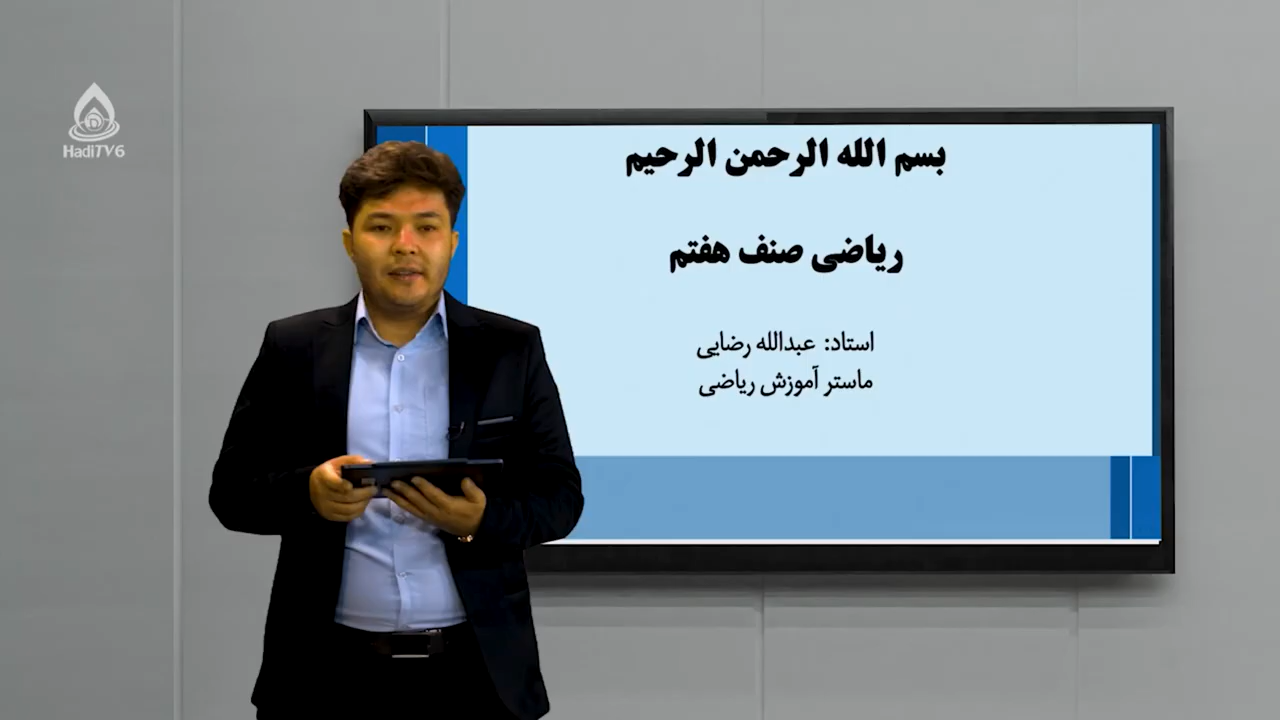 HadiTV6
بسم الله الرحمن الرحیم
ریاضی صنف هفتم
استاد: عبدالله رضایی
ماستر آموزش ریاضی